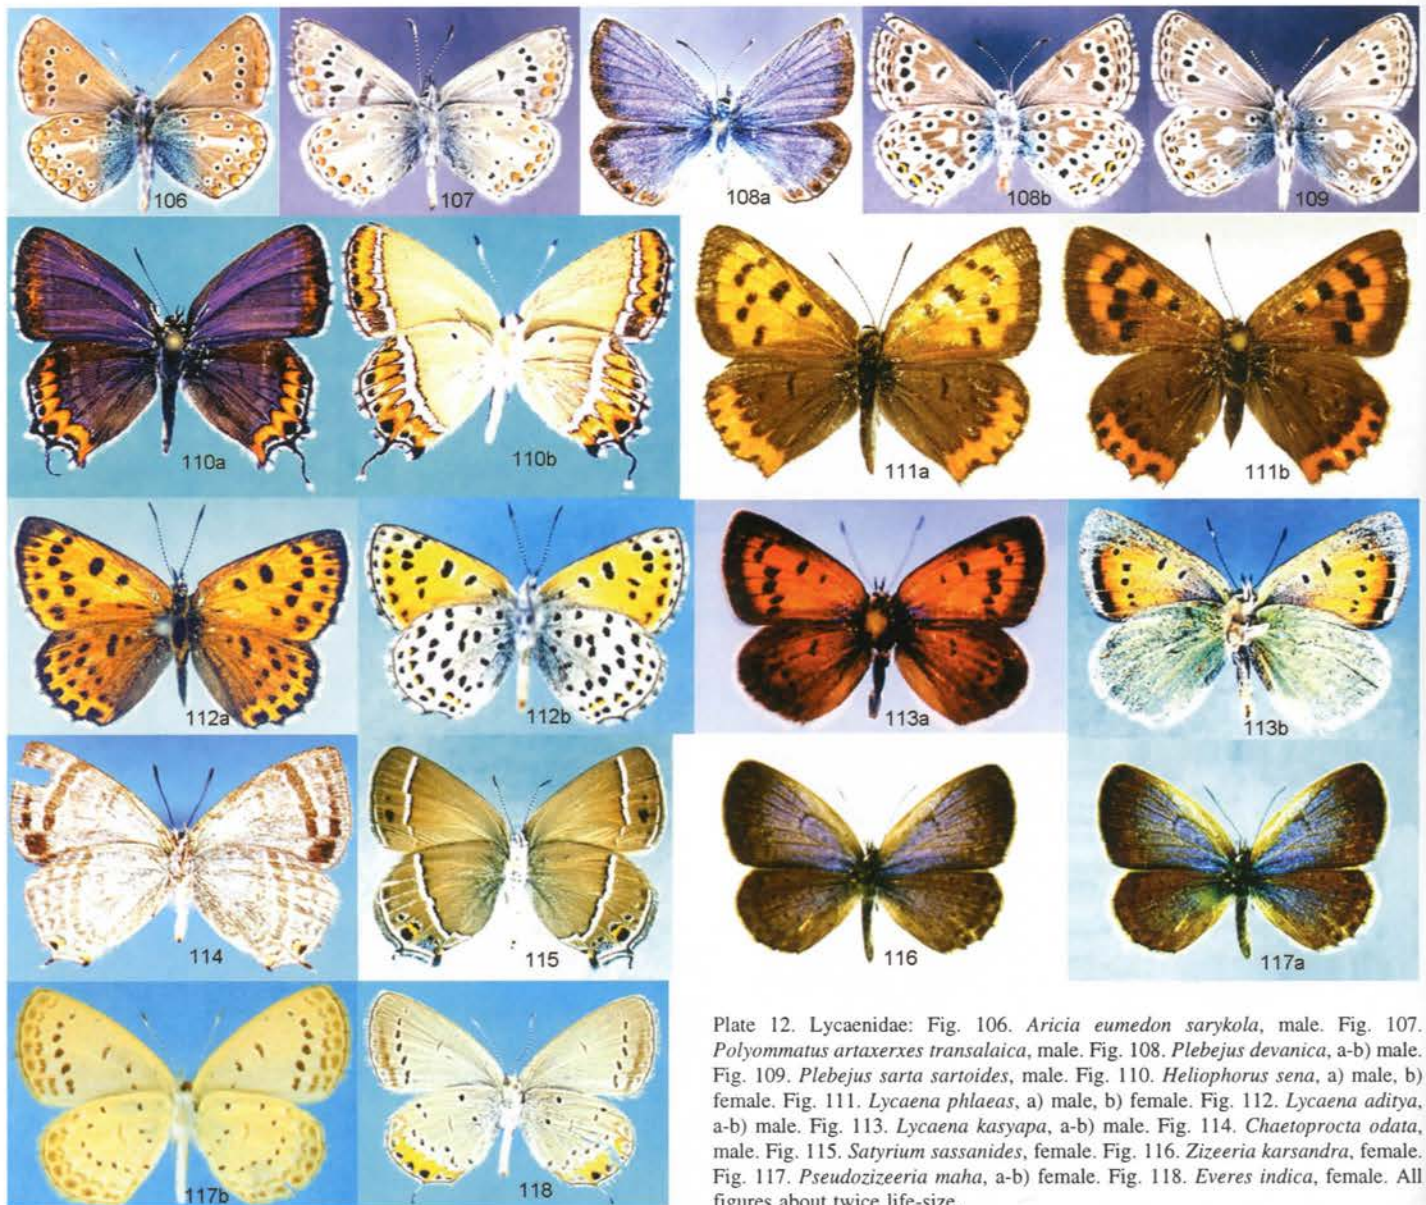 106
107
108a
108b
109
110a
110b
111a
111b
112a
112b
113a
113b
114
115
116
117a
117b
118
Plate 12. Lycaenidae: Fig. 106. Aricia eumedon sarykola, male. Fig. 107.
Polyommatus artaxerxes transalaica, male. Fig. 108. Plebejus devanica, a-b) male.
Fig. 109. Plebejus sarta sartoides, male. Fig. 110. Heliophorus sena, a) male, b)
female. Fig. 111. Lycaena phlaeas, a) male, b) female. Fig. 112. Lycaena aditya,
a-b) male. Fig. 113. Lycaena kasyapa, a-b) male. Fig. 114. Chaetoprocta odata,
male. Fig. 115. Satyrium sassanides, female. Fig. 116. Zizeeria karsandra, female.
Fig. 117. Pseudozizeeria maha, a-b) female. Fig. 118. Everes indica, female. All
figures about twice life-size